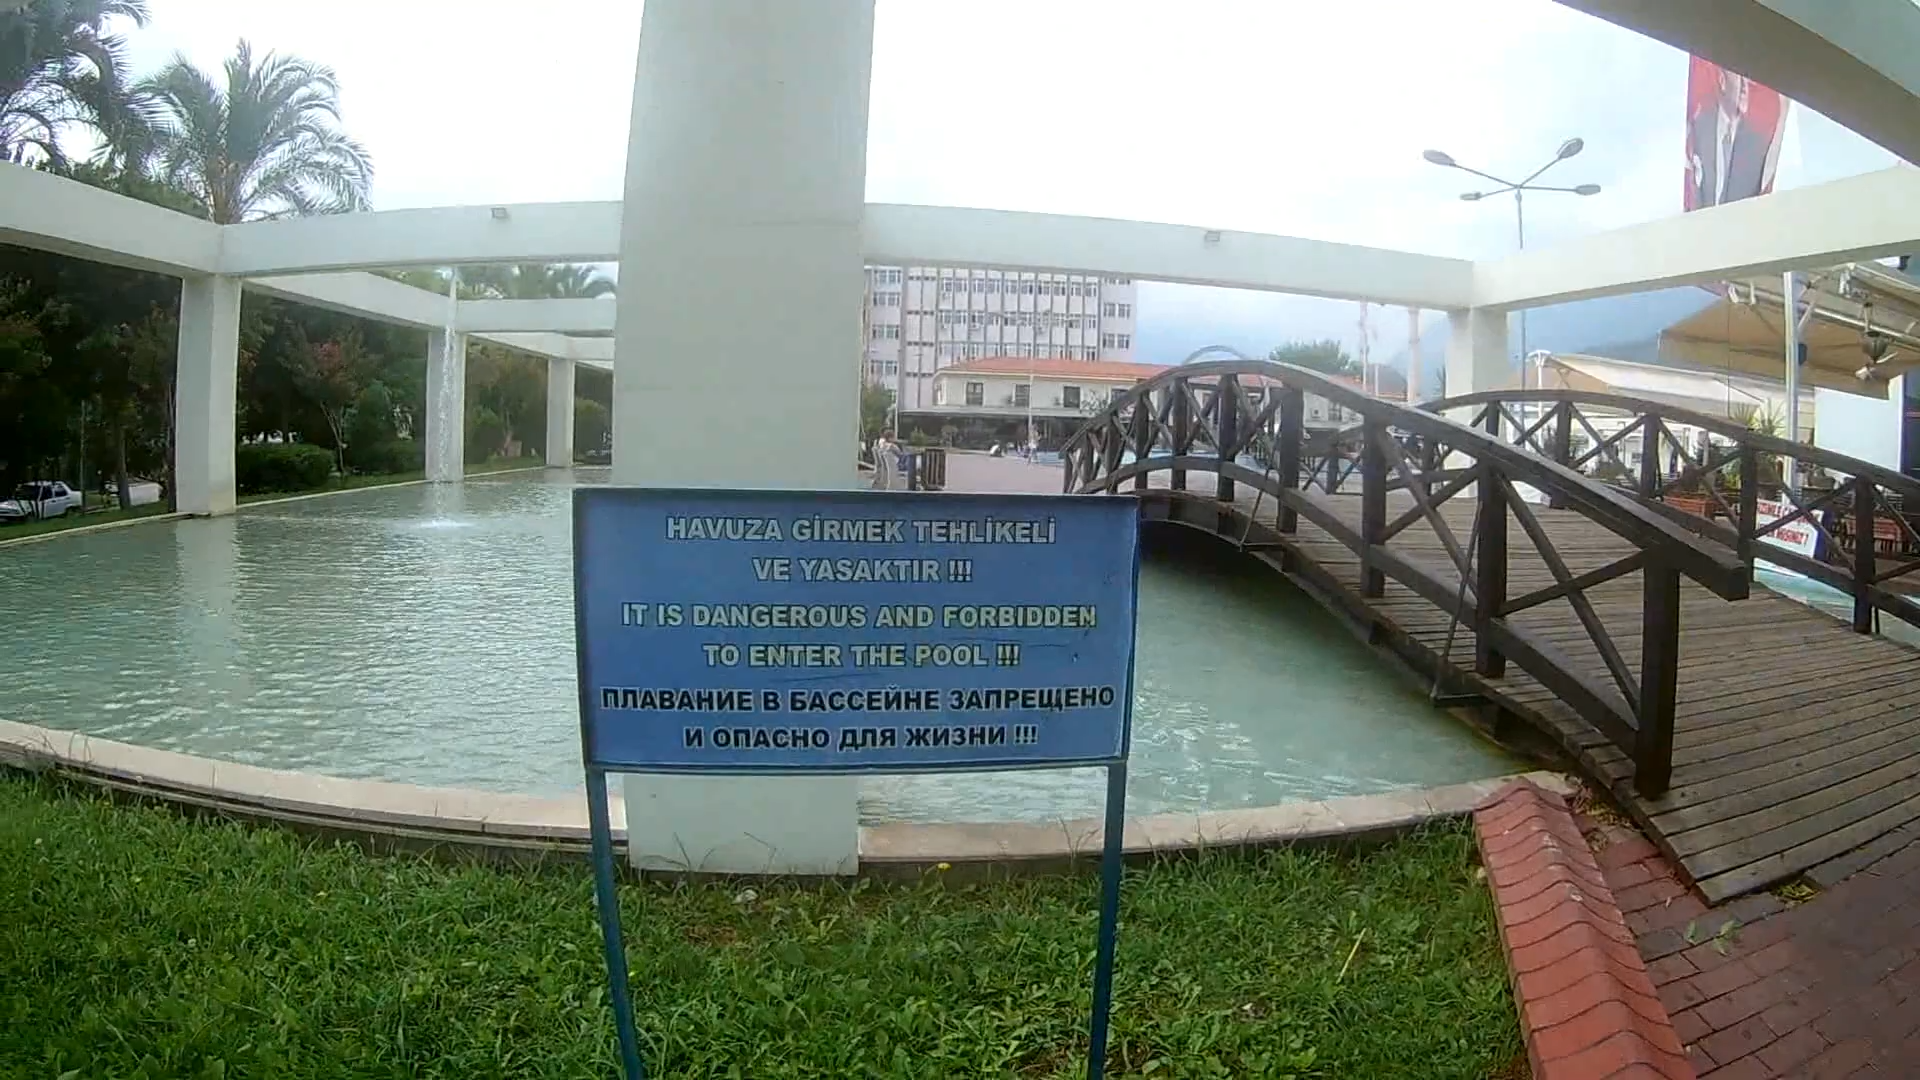 HAVUZA GİRMEK TEHLİKELİ
VE YASAKTIR !!!
IT IS DANGEROUS AND FORBIDDEN
TO ENTER THE POOL !!!
ПЛАВАНИЕ В БАССЕЙНЕ ЗАПРЕЩЕНО
И ОПАСНО ДЛЯ ЖИЗНИ !!!